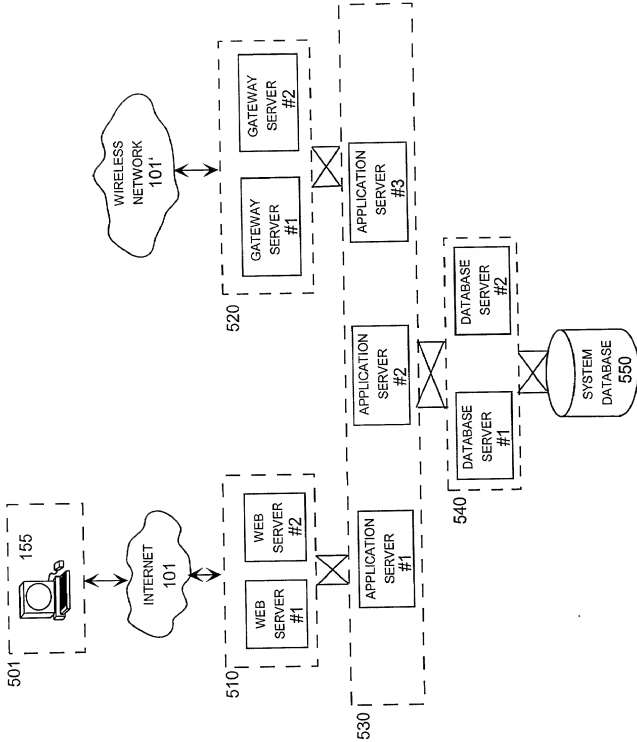 501
155
INTERNET
101
WIRELESS
NETWORK
101'
510
WEB
SERVER
#1
WEB
SERVER
#2
520
GATEWAY
SERVER
#1
GATEWAY
SERVER
#2
530
APPLICATION
SERVER
#1
APPLICATION
SERVER
#2
APPLICATION
SERVER
#3
540
DATABASE
SERVER
#1
DATABASE
SERVER
#2
SYSTEM
DATABASE
550